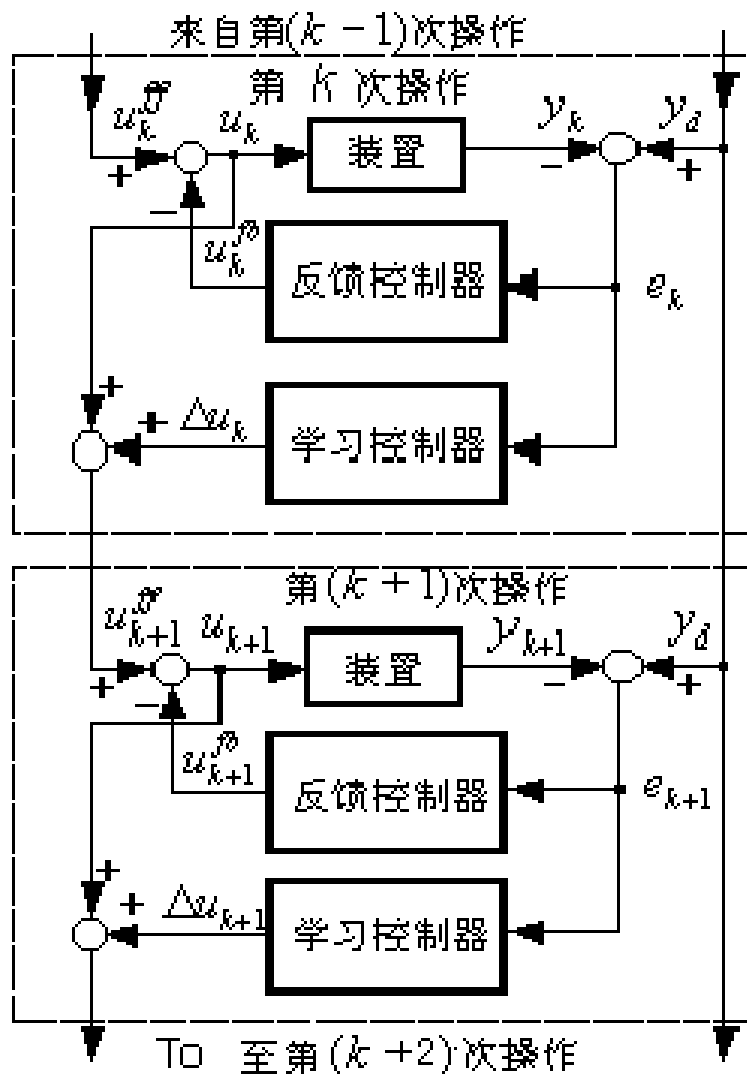 来自第(k-1)次操作
第 k 次操作
u_k^{ff} u_k y_k y_d
装置
+ - +
-
u_k^{fb} 反馈控制器 e_k
+
+ Δu_k 学习控制器
第(k+1)次操作
u_{k+1}^{ff} u_{k+1} y_{k+1} y_d
装置
+ - +
-
u_{k+1}^{fb} 反馈控制器 e_{k+1}
+
+ Δu_{k+1} 学习控制器
To 至第(k+2)次操作